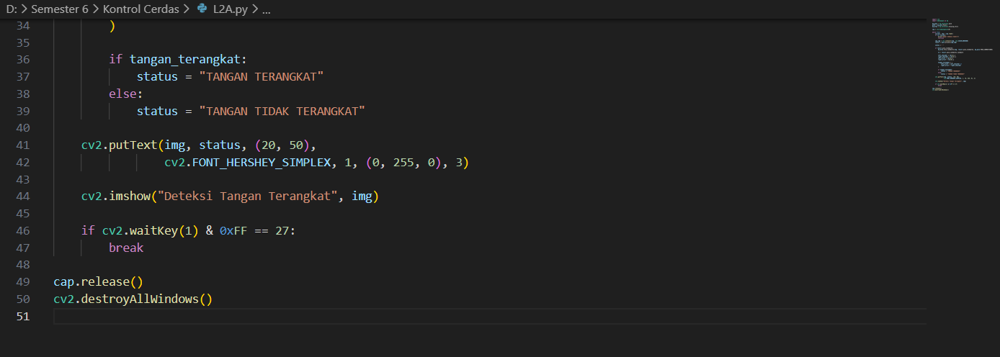 D: > Semester 6 > Kontrol Cerdas > L2A.py > ...
34 )
35
36 if tangan_terangkat:
37 status = "TANGAN TERANGKAT"
38 else:
39 status = "TANGAN TIDAK TERANGKAT"
40
41 cv2.putText(img, status, (20, 50),
42 cv2.FONT_HERSHEY_SIMPLEX, 1, (0, 255, 0), 3)
43
44 cv2.imshow("Deteksi Tangan Terangkat", img)
45
46 if cv2.waitKey(1) & 0xFF == 27:
47 break
48
49 cap.release()
50 cv2.destroyAllWindows()
51